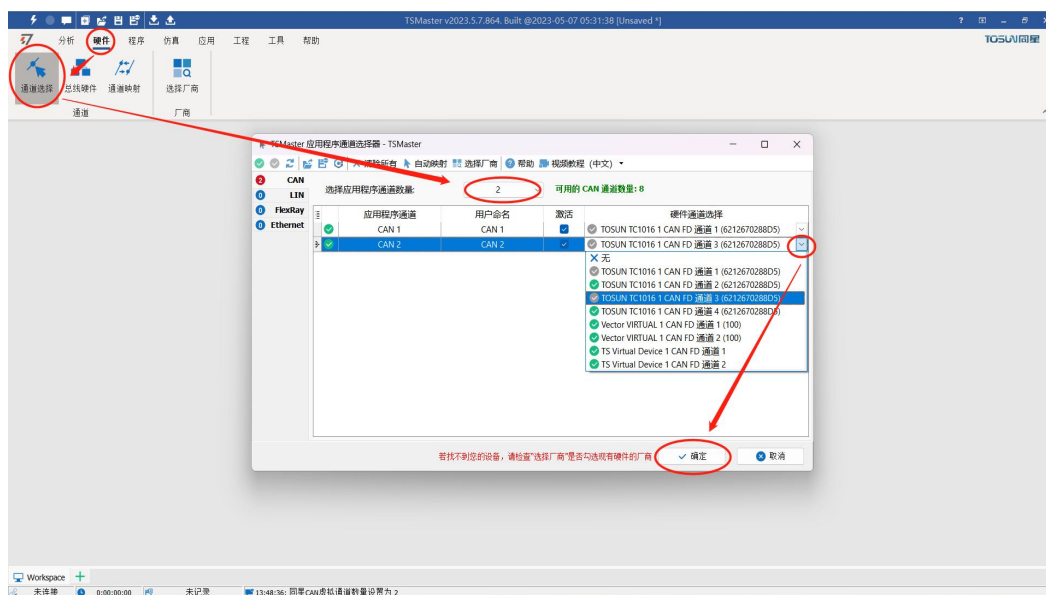 TSMaster v2023.5.7.864. Built @2023-05-07 05:31:38 [Unsaved *]
分析 硬件 程序 仿真 应用 工程 工具 帮助
TOSUN同星
通道选择 总线硬件 通道映射 选择厂商
通道 厂商
TSMaster 应用程序通道选择器 - TSMaster
清除所有 自动映射 选择厂商 帮助 视频教程 (中文)
2 CAN
0 LIN
0 FlexRay
0 Ethernet
选择应用程序通道数量: 2 可用的 CAN 通道数量: 8
应用程序通道 用户命名 激活 硬件通道选择
CAN 1 CAN 1 TOSUN TC1016 1 CAN FD 通道 1 (6212670288D5)
CAN 2 CAN 2 TOSUN TC1016 1 CAN FD 通道 3 (6212670288D5)
无
TOSUN TC1016 1 CAN FD 通道 1 (6212670288D5)
TOSUN TC1016 1 CAN FD 通道 2 (6212670288D5)
TOSUN TC1016 1 CAN FD 通道 3 (6212670288D5)
TOSUN TC1016 1 CAN FD 通道 4 (6212670288D5)
Vector VIRTUAL 1 CAN FD 通道 1 (100)
Vector VIRTUAL 1 CAN FD 通道 2 (100)
TS Virtual Device 1 CAN FD 通道 1
TS Virtual Device 1 CAN FD 通道 2
若找不到您的设备，请检查"选择厂商"是否勾选现有硬件的厂商 确定 取消
Workspace
未连接 0:00:00:00 未记录 13:48:36: 同星CAN虚拟通道数量设置为 2